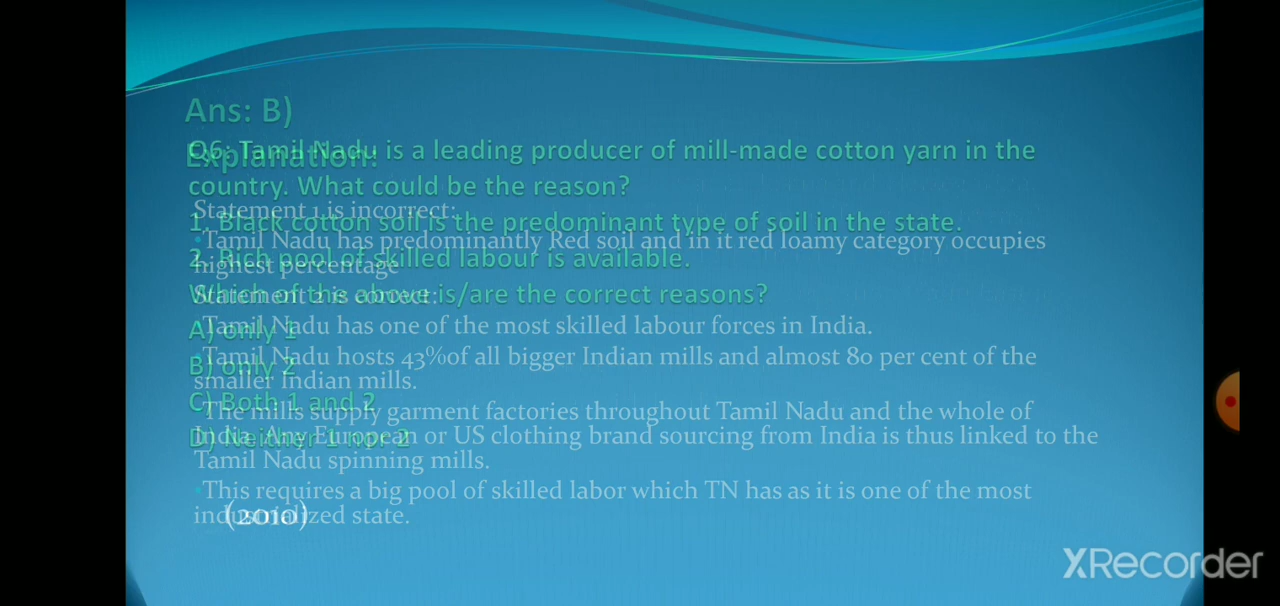 Ans: B)
Explanation:
Q6: Tamil Nadu is a leading producer of mill-made cotton yarn in the
country. What could be the reason?
Statement 1 is incorrect:
1. Black cotton soil is the predominant type of soil in the state.
•Tamil Nadu has predominantly Red soil and in it red loamy category occupies
2. Rich pool of skilled labour is available.
highest percentage
Which of the above is/are the correct reasons?
Statement 2 is correct:
•Tamil Nadu has one of the most skilled labour forces in India.
A) only 1
•Tamil Nadu hosts 43%of all bigger Indian mills and almost 80 per cent of the
B) only 2
smaller Indian mills.
C) Both 1 and 2
•The mills supply garment factories throughout Tamil Nadu and the whole of
India. Any European or US clothing brand sourcing from India is thus linked to the
D) Neither 1 nor 2
Tamil Nadu spinning mills.
•This requires a big pool of skilled labor which TN has as it is one of the most
industrialized state.
(2010)
XRecorder